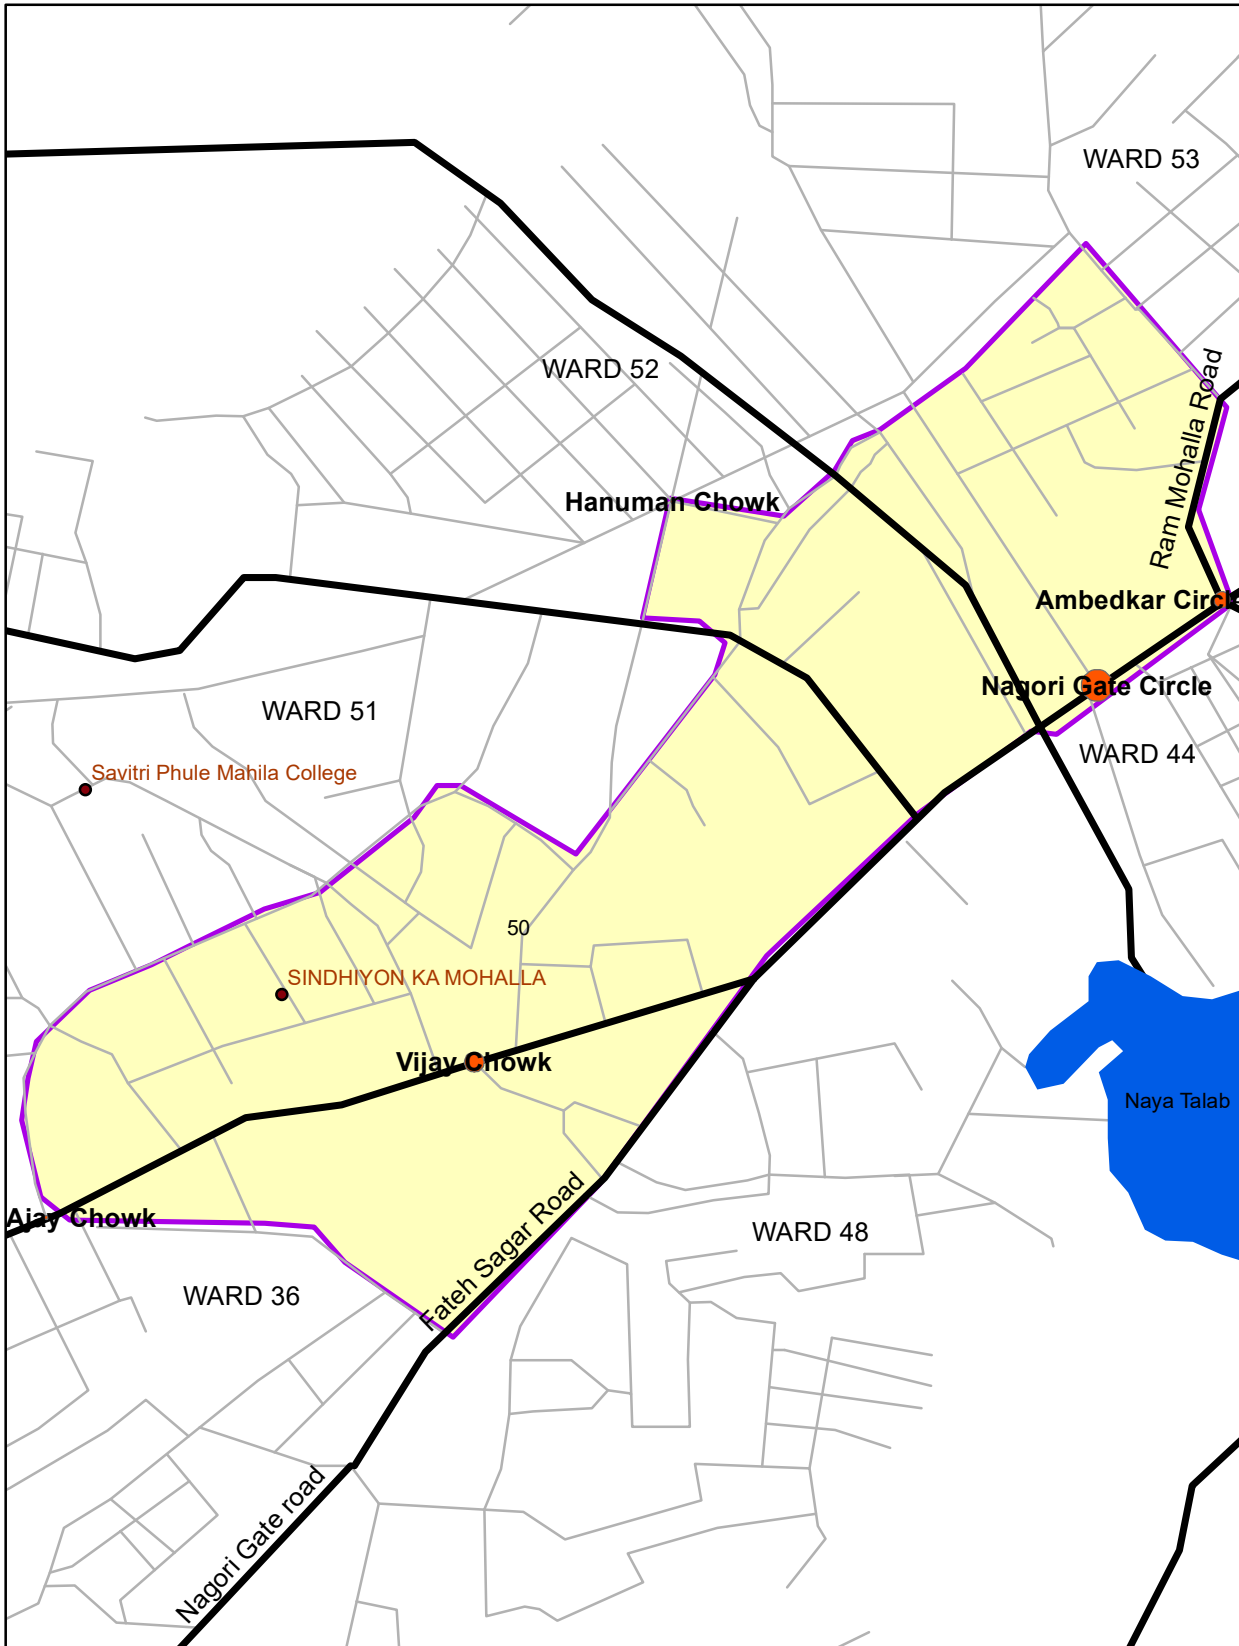 WARD 53
WARD 52
Ram Mohalla Road
Hanuman Chowk
Ambedkar Circle
Nagori Gate Circle
WARD 51
WARD 44
Savitri Phule Mahila College
50
SINDHIYON KA MOHALLA
Vijay Chowk
Naya Talab
Ajay Chowk
Fateh Sagar Road
WARD 48
WARD 36
Nagori Gate road